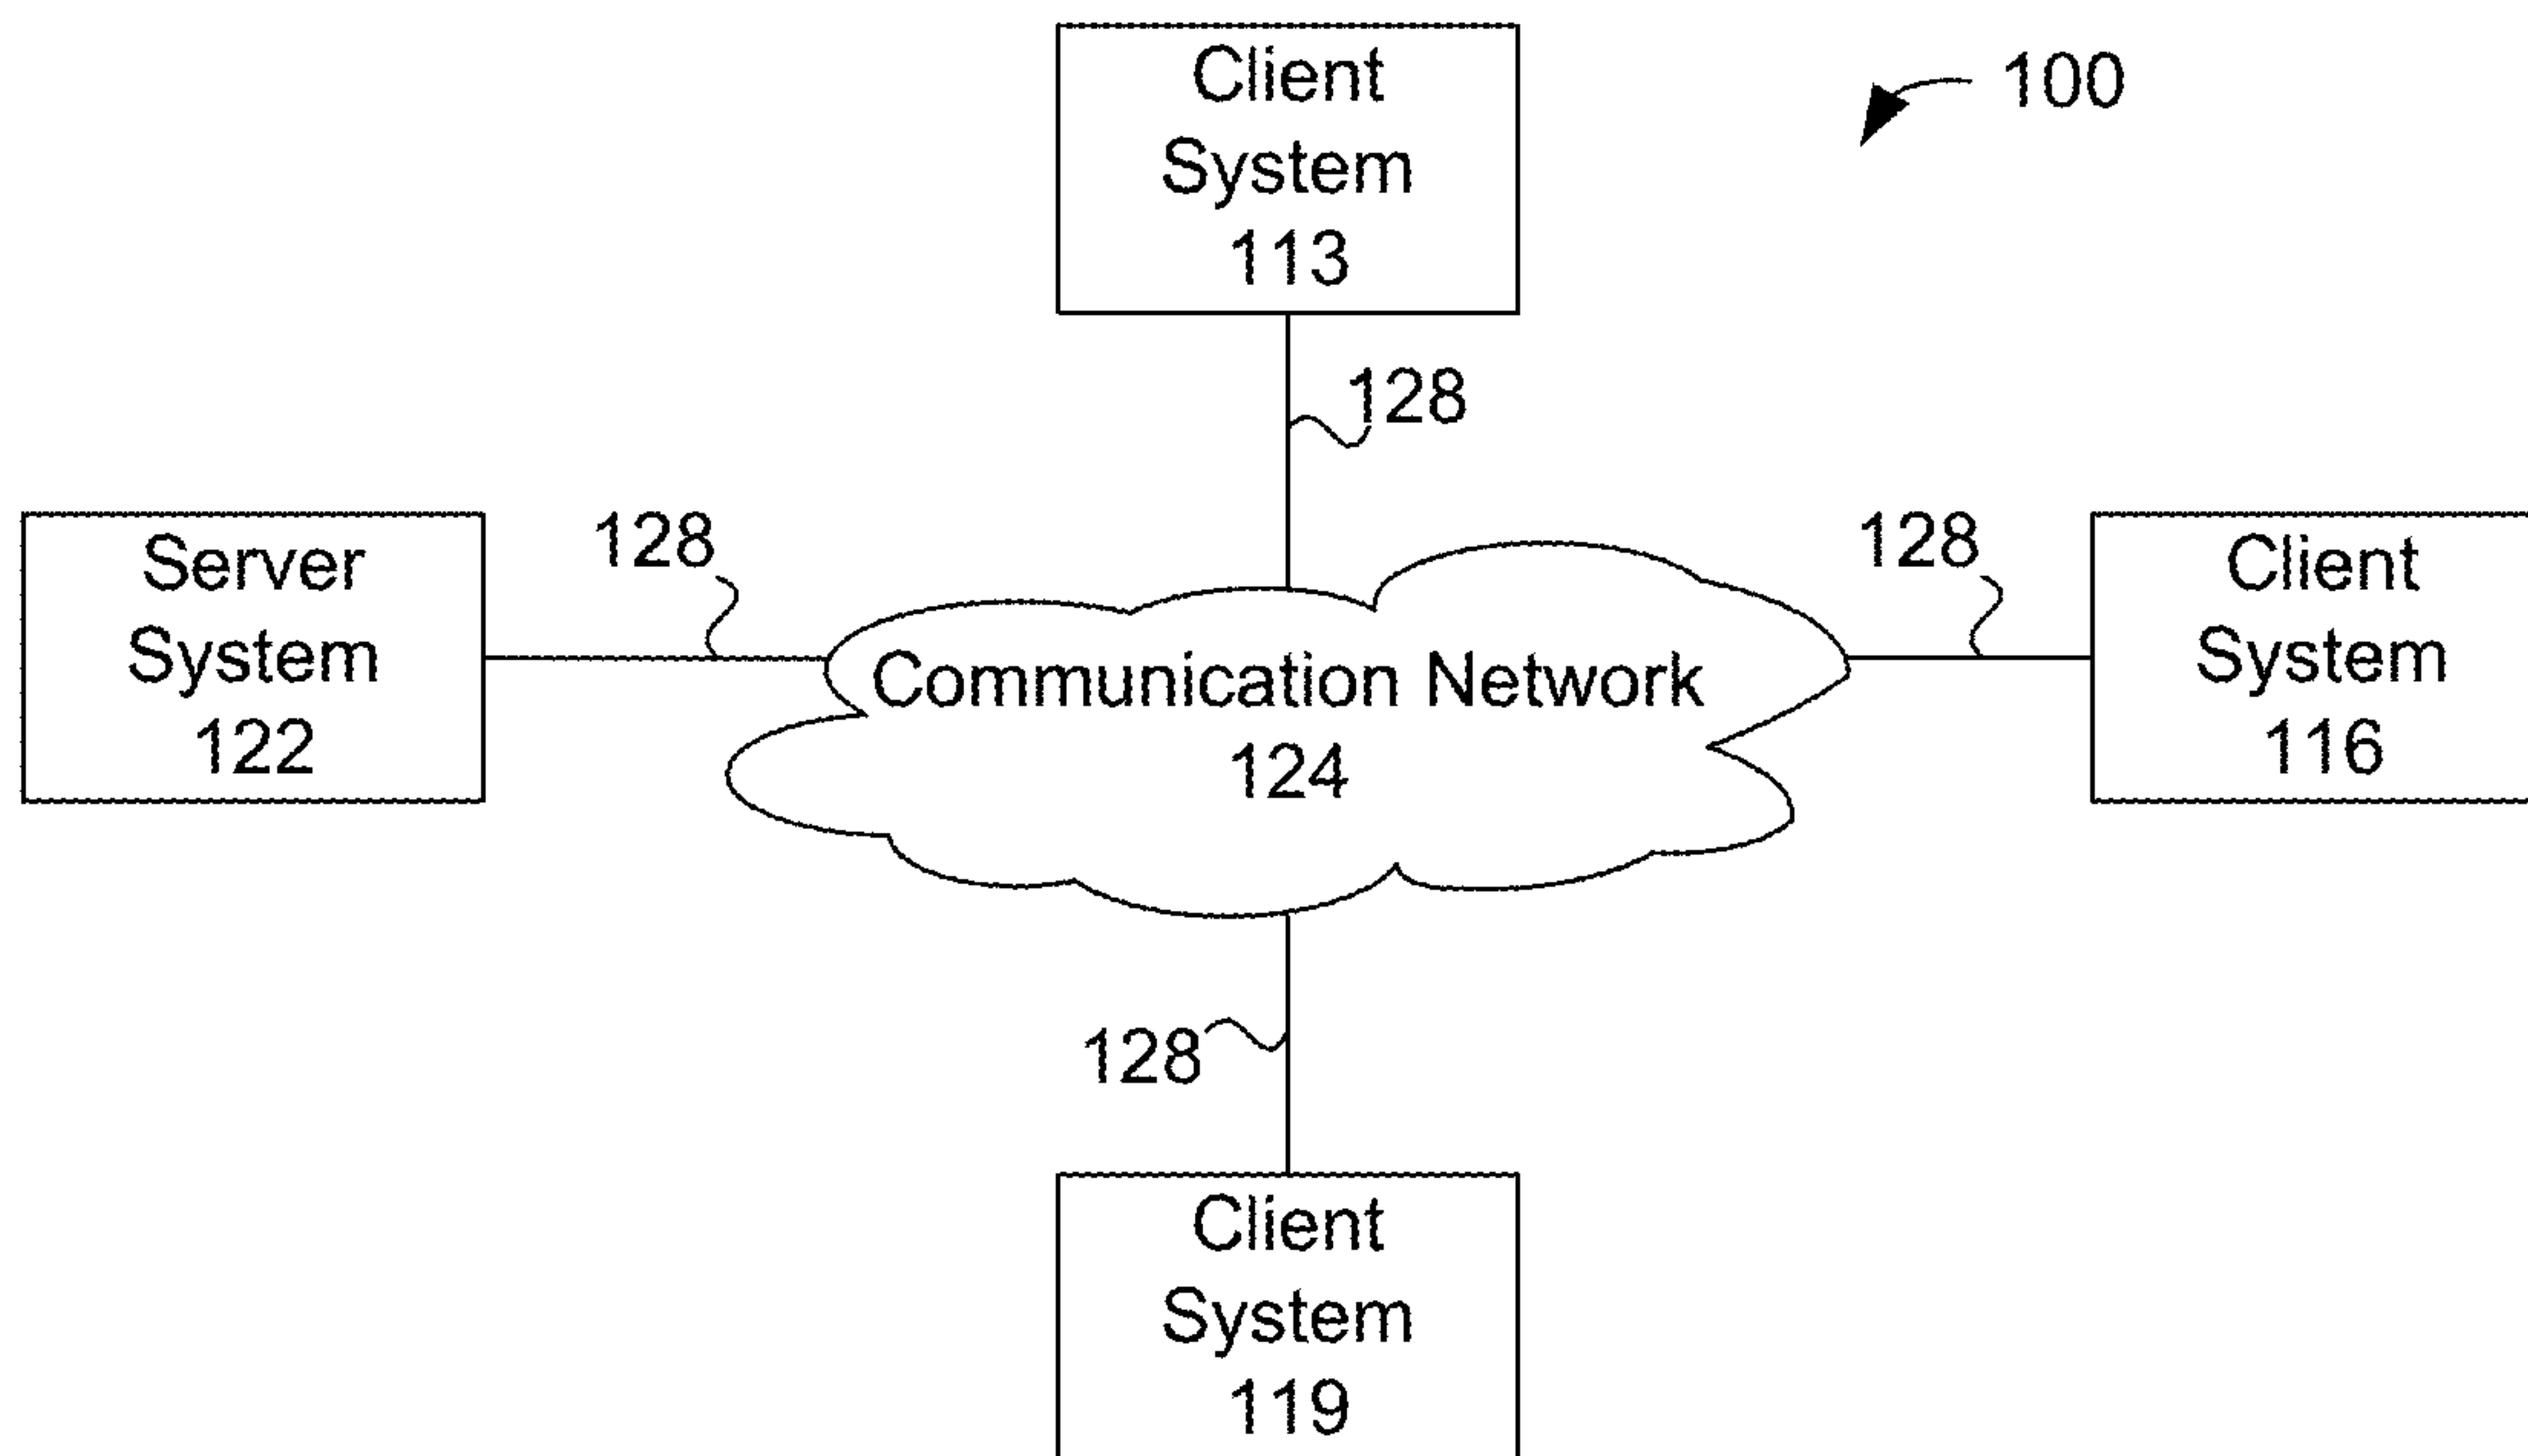 Client
System
113
100
128
Server
System
122
128
Communication Network
124
128
Client
System
116
128
Client
System
119